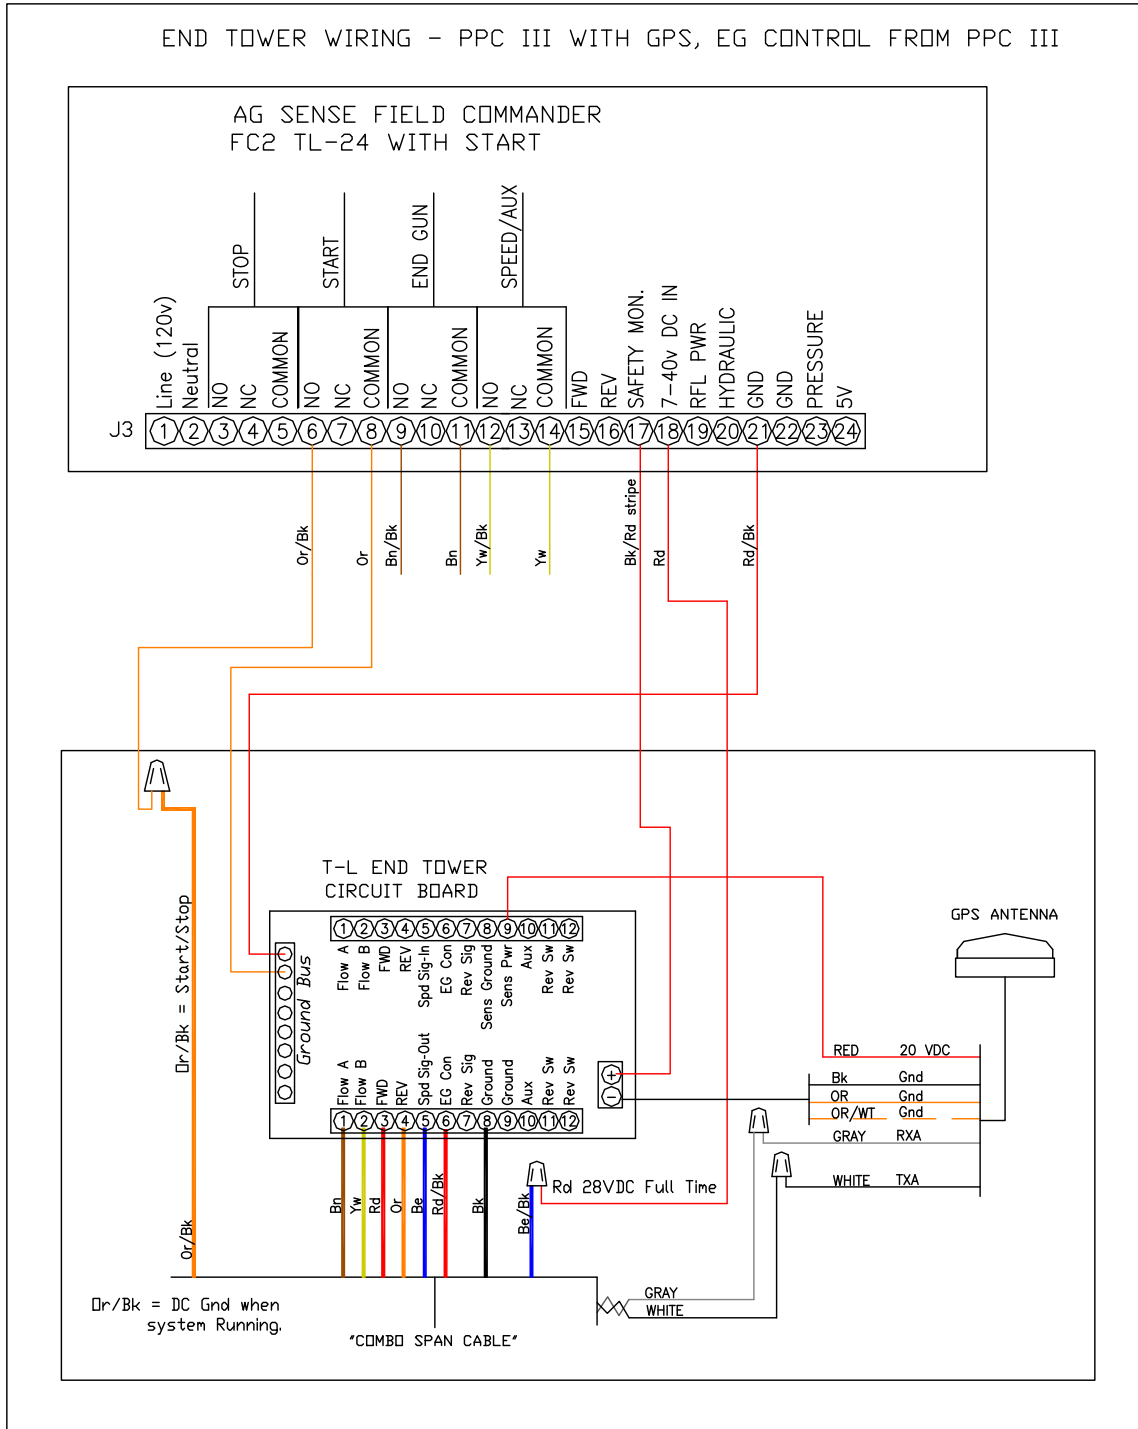 END TOWER WIRING - PPC III WITH GPS, EG CONTROL FROM PPC III
AG SENSE FIELD COMMANDER
FC2 TL-24 WITH START
STOP
START
END GUN
SPEED/AUX
Line (120v)
Neutral
NO
NC
COMMON
NO
NC
COMMON
NO
NC
COMMON
NO
NC
COMMON
FWD
REV
SAFETY MON.
7-40v DC IN
RFL PWR
HYDRAULIC
GND
GND
PRESSURE
5V
J3
1 2 3 4 5 6 7 8 9 10 11 12 13 14 15 16 17 18 19 20 21 22 23 24
Or/Bk
Or
Bn/Bk
Bn
Yw/Bk
Yw
Bk/Rd stripe
Rd
Rd/Bk
T-L END TOWER
CIRCUIT BOARD
1 2 3 4 5 6 7 8 9 10 11 12
Flow A
Flow B
FWD
REV
Spd Sig-In
EG Con
Rev Sig
Sens Ground
Sens Pwr
Aux
Rev Sw
Rev Sw
Ground Bus
Flow A
Flow B
FWD
REV
Spd Sig-Out
EG Con
Rev Sig
Ground
Ground
Aux
Rev Sw
Rev Sw
1 2 3 4 5 6 7 8 9 10 11 12
+
-
GPS ANTENNA
RED 20 VDC
Bk Gnd
OR Gnd
OR/WT Gnd
GRAY RXA
WHITE TXA
Or/Bk = Start/Stop
Or/Bk
Bn
Yw
Rd
Or
Be
Rd/Bk
Bk
Be/Bk
Rd 28VDC Full Time
GRAY
WHITE
Or/Bk = DC Gnd when
system Running.
"COMBO SPAN CABLE"